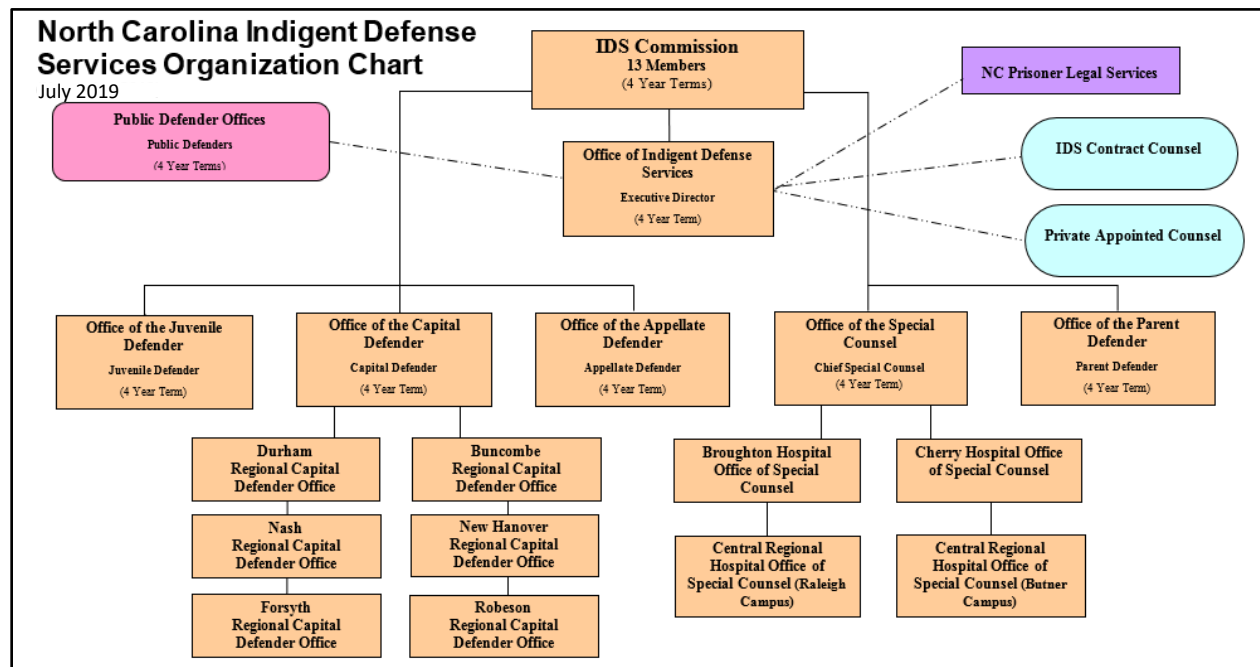 North Carolina Indigent Defense
Services Organization Chart
July 2019
IDS Commission
13 Members
(4 Year Terms)
NC Prisoner Legal Services
Public Defender Offices
Public Defenders
(4 Year Terms)
Office of Indigent Defense
Services
Executive Director
(4 Year Term)
IDS Contract Counsel
Private Appointed Counsel
Office of the Juvenile
Defender
Juvenile Defender
(4 Year Term)
Office of the Capital
Defender
Capital Defender
(4 Year Term)
Office of the Appellate
Defender
Appellate Defender
(4 Year Term)
Office of the Special
Counsel
Chief Special Counsel
(4 Year Term)
Office of the Parent
Defender
Parent Defender
(4 Year Term)
Durham
Regional Capital
Defender Office
Buncombe
Regional Capital
Defender Office
Broughton Hospital
Office of Special
Counsel
Cherry Hospital Office
of Special Counsel
Nash
Regional Capital
Defender Office
New Hanover
Regional Capital
Defender Office
Central Regional
Hospital Office of
Special Counsel (Raleigh
Campus)
Central Regional
Hospital Office of
Special Counsel (Butner
Campus)
Forsyth
Regional Capital
Defender Office
Robeson
Regional Capital
Defender Office